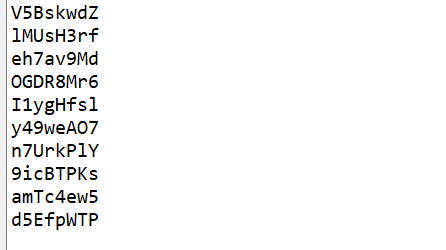 V5BskwdZ
lMUsH3rf
eh7av9Md
OGDR8Mr6
I1ygHfsl
y49weAO7
n7UrkPlY
9icBTPKs
amTc4ew5
d5EfpWTP